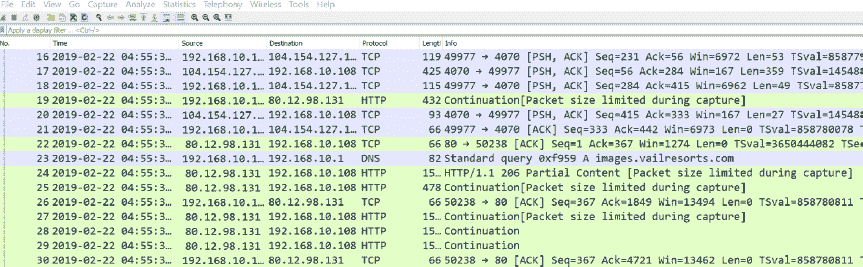 File Edit View Go Capture Analyze Statistics Telephony Wireless Tools Help
Apply a display filter ... <Ctrl-/>
No. Time Source Destination Protocol Lengtl Info
16 2019-02-22 04:55:3… 192.168.10.1… 104.154.127.1… TCP 119 49977 → 4070 [PSH, ACK] Seq=231 Ack=56 Win=6972 Len=53 TSval=858779
17 2019-02-22 04:55:3… 104.154.127.… 192.168.10.108 TCP 425 4070 → 49977 [PSH, ACK] Seq=56 Ack=284 Win=167 Len=359 TSval=145484
18 2019-02-22 04:55:3… 192.168.10.1… 104.154.127.1… TCP 115 49977 → 4070 [PSH, ACK] Seq=284 Ack=415 Win=6962 Len=49 TSval=85877
19 2019-02-22 04:55:3… 192.168.10.1… 80.12.98.131 HTTP 432 Continuation[Packet size limited during capture]
20 2019-02-22 04:55:3… 104.154.127.… 192.168.10.108 TCP 93 4070 → 49977 [PSH, ACK] Seq=415 Ack=333 Win=167 Len=27 TSval=145484
21 2019-02-22 04:55:3… 192.168.10.1… 104.154.127.1… TCP 66 49977 → 4070 [ACK] Seq=333 Ack=442 Win=6973 Len=0 TSval=858780078 T
22 2019-02-22 04:55:3… 80.12.98.131 192.168.10.108 TCP 66 80 → 50238 [ACK] Seq=1 Ack=367 Win=1274 Len=0 TSval=3650444082 TSe
23 2019-02-22 04:55:3… 192.168.10.1… 192.168.10.1 DNS 82 Standard query 0xf959 A images.vailresorts.com
24 2019-02-22 04:55:3… 80.12.98.131 192.168.10.108 HTTP 15… HTTP/1.1 206 Partial Content [Packet size limited during capture]
25 2019-02-22 04:55:3… 80.12.98.131 192.168.10.108 HTTP 478 Continuation[Packet size limited during capture]
26 2019-02-22 04:55:3… 192.168.10.1… 80.12.98.131 TCP 66 50238 → 80 [ACK] Seq=367 Ack=1849 Win=13494 Len=0 TSval=858780811 T
27 2019-02-22 04:55:3… 80.12.98.131 192.168.10.108 HTTP 15… Continuation[Packet size limited during capture]
28 2019-02-22 04:55:3… 80.12.98.131 192.168.10.108 HTTP 15… Continuation
29 2019-02-22 04:55:3… 80.12.98.131 192.168.10.108 HTTP 15… Continuation
30 2019-02-22 04:55:3… 192.168.10.1… 80.12.98.131 TCP 66 50238 → 80 [ACK] Seq=367 Ack=4721 Win=13462 Len=0 TSval=858780811 T